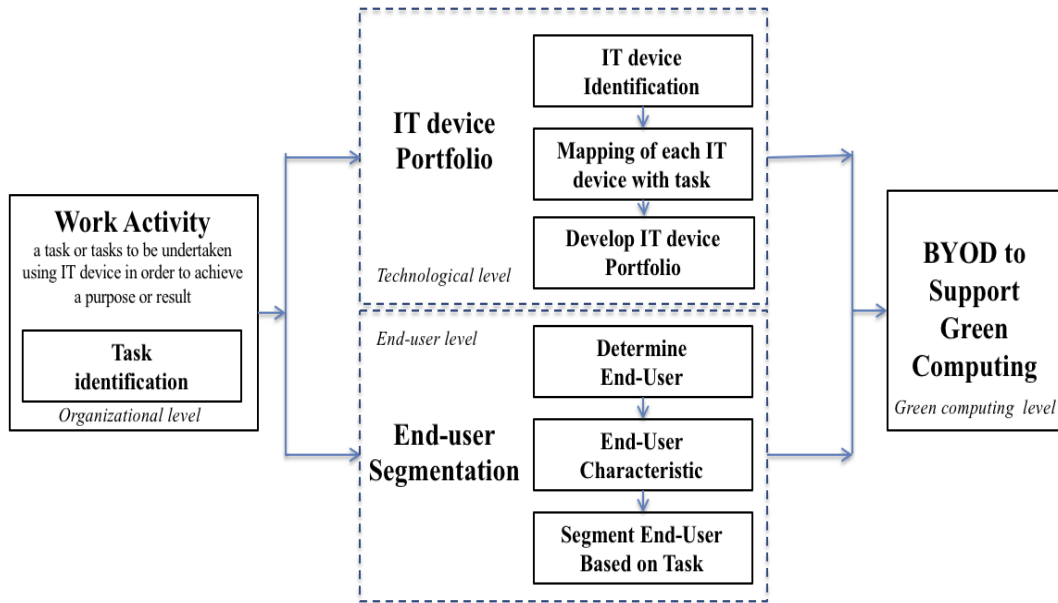 Work Activity
a task or tasks to be undertaken
using IT device in order to achieve
a purpose or result
Task
identification
Organizational level
IT device
Portfolio
Technological level
IT device
Identification
Mapping of each IT
device with task
Develop IT device
Portfolio
End-user level
End-user
Segmentation
Determine
End-User
End-User
Characteristic
Segment End-User
Based on Task
BYOD to
Support
Green
Computing
Green computing level